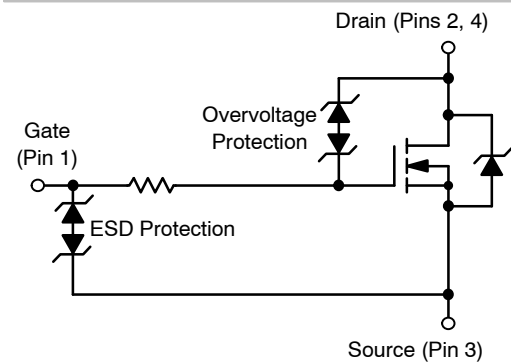 Drain (Pins 2, 4)
Overvoltage
Protection
Gate
(Pin 1)
ESD Protection
Source (Pin 3)